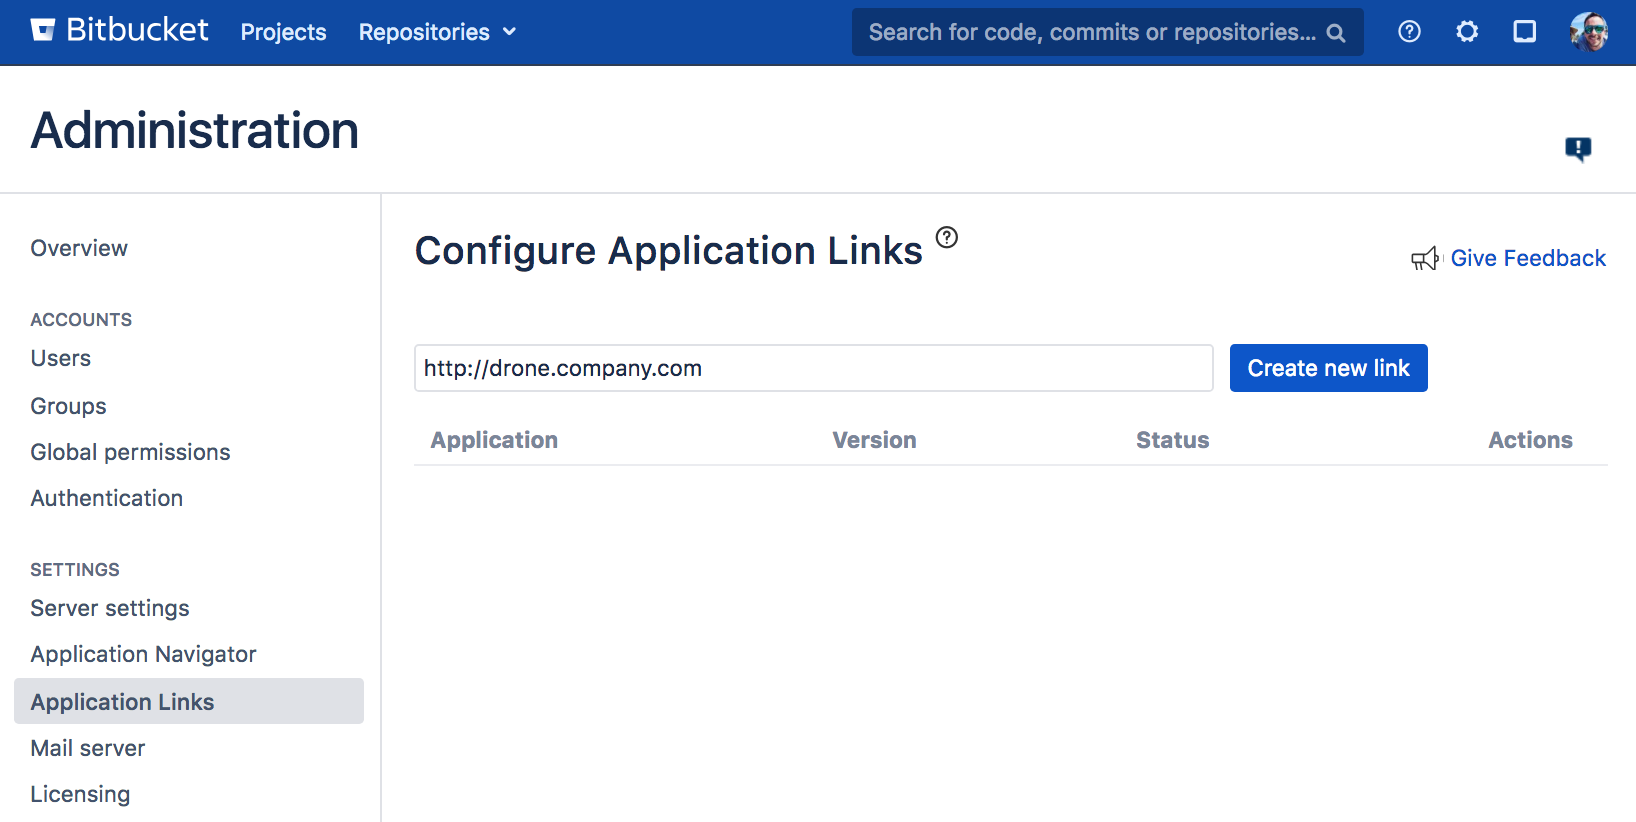 Bitbucket Projects Repositories Search for code, commits or repositories...
Administration
Overview
ACCOUNTS
Users
Groups
Global permissions
Authentication
SETTINGS
Server settings
Application Navigator
Application Links
Mail server
Licensing
Configure Application Links
Give Feedback
http://drone.company.com Create new link
Application Version Status Actions